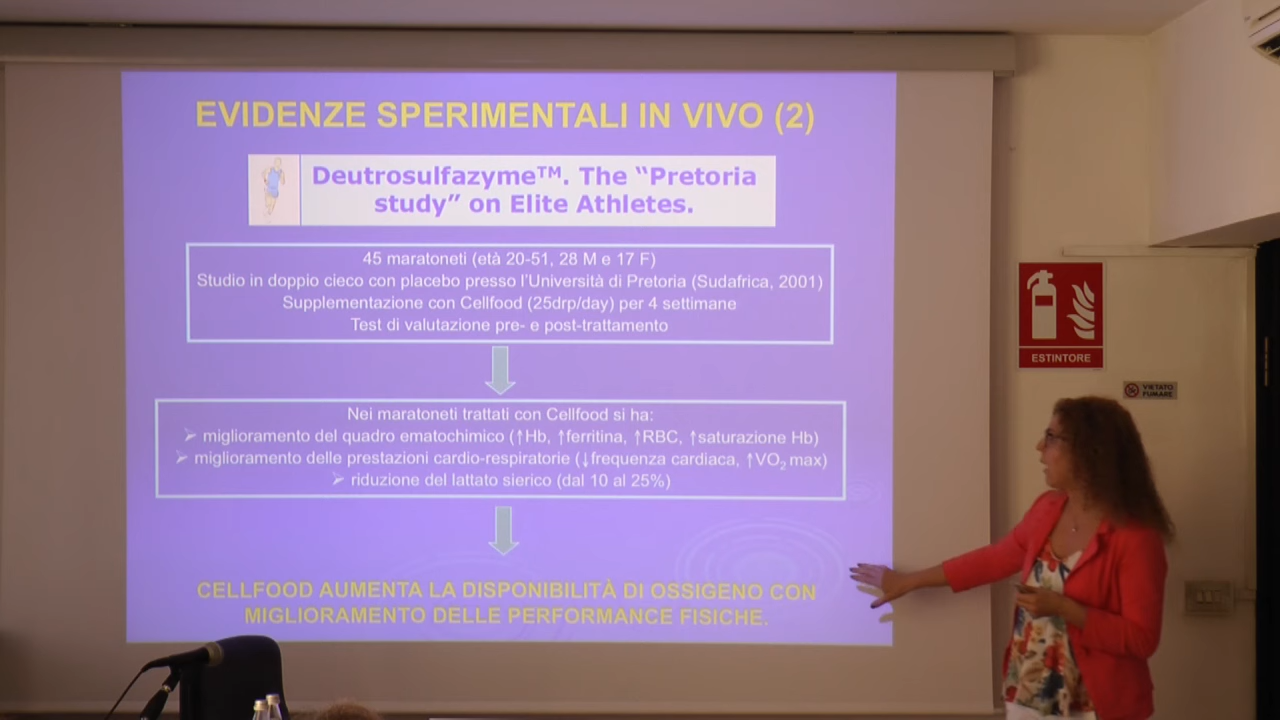 EVIDENZE SPERIMENTALI IN VIVO (2)
Deutrosulfazyme™. The “Pretoria
study” on Elite Athletes.
45 maratoneti (età 20-51, 28 M e 17 F)
Studio in doppio cieco con placebo presso l’Università di Pretoria (Sudafrica, 2001)
Supplementazione con Cellfood (25drp/day) per 4 settimane
Test di valutazione pre- e post-trattamento
Nei maratoneti trattati con Cellfood si ha:
➢ miglioramento del quadro ematochimico (↑Hb, ↑ferritina, ↑RBC, ↑saturazione Hb)
➢ miglioramento delle prestazioni cardio-respiratorie (↓frequenza cardiaca, ↑VO₂ max)
➢ riduzione del lattato sierico (dal 10 al 25%)
CELLFOOD AUMENTA LA DISPONIBILITÀ DI OSSIGENO CON
MIGLIORAMENTO DELLE PERFORMANCE FISICHE.
ESTINTORE
VIETATO
FUMARE